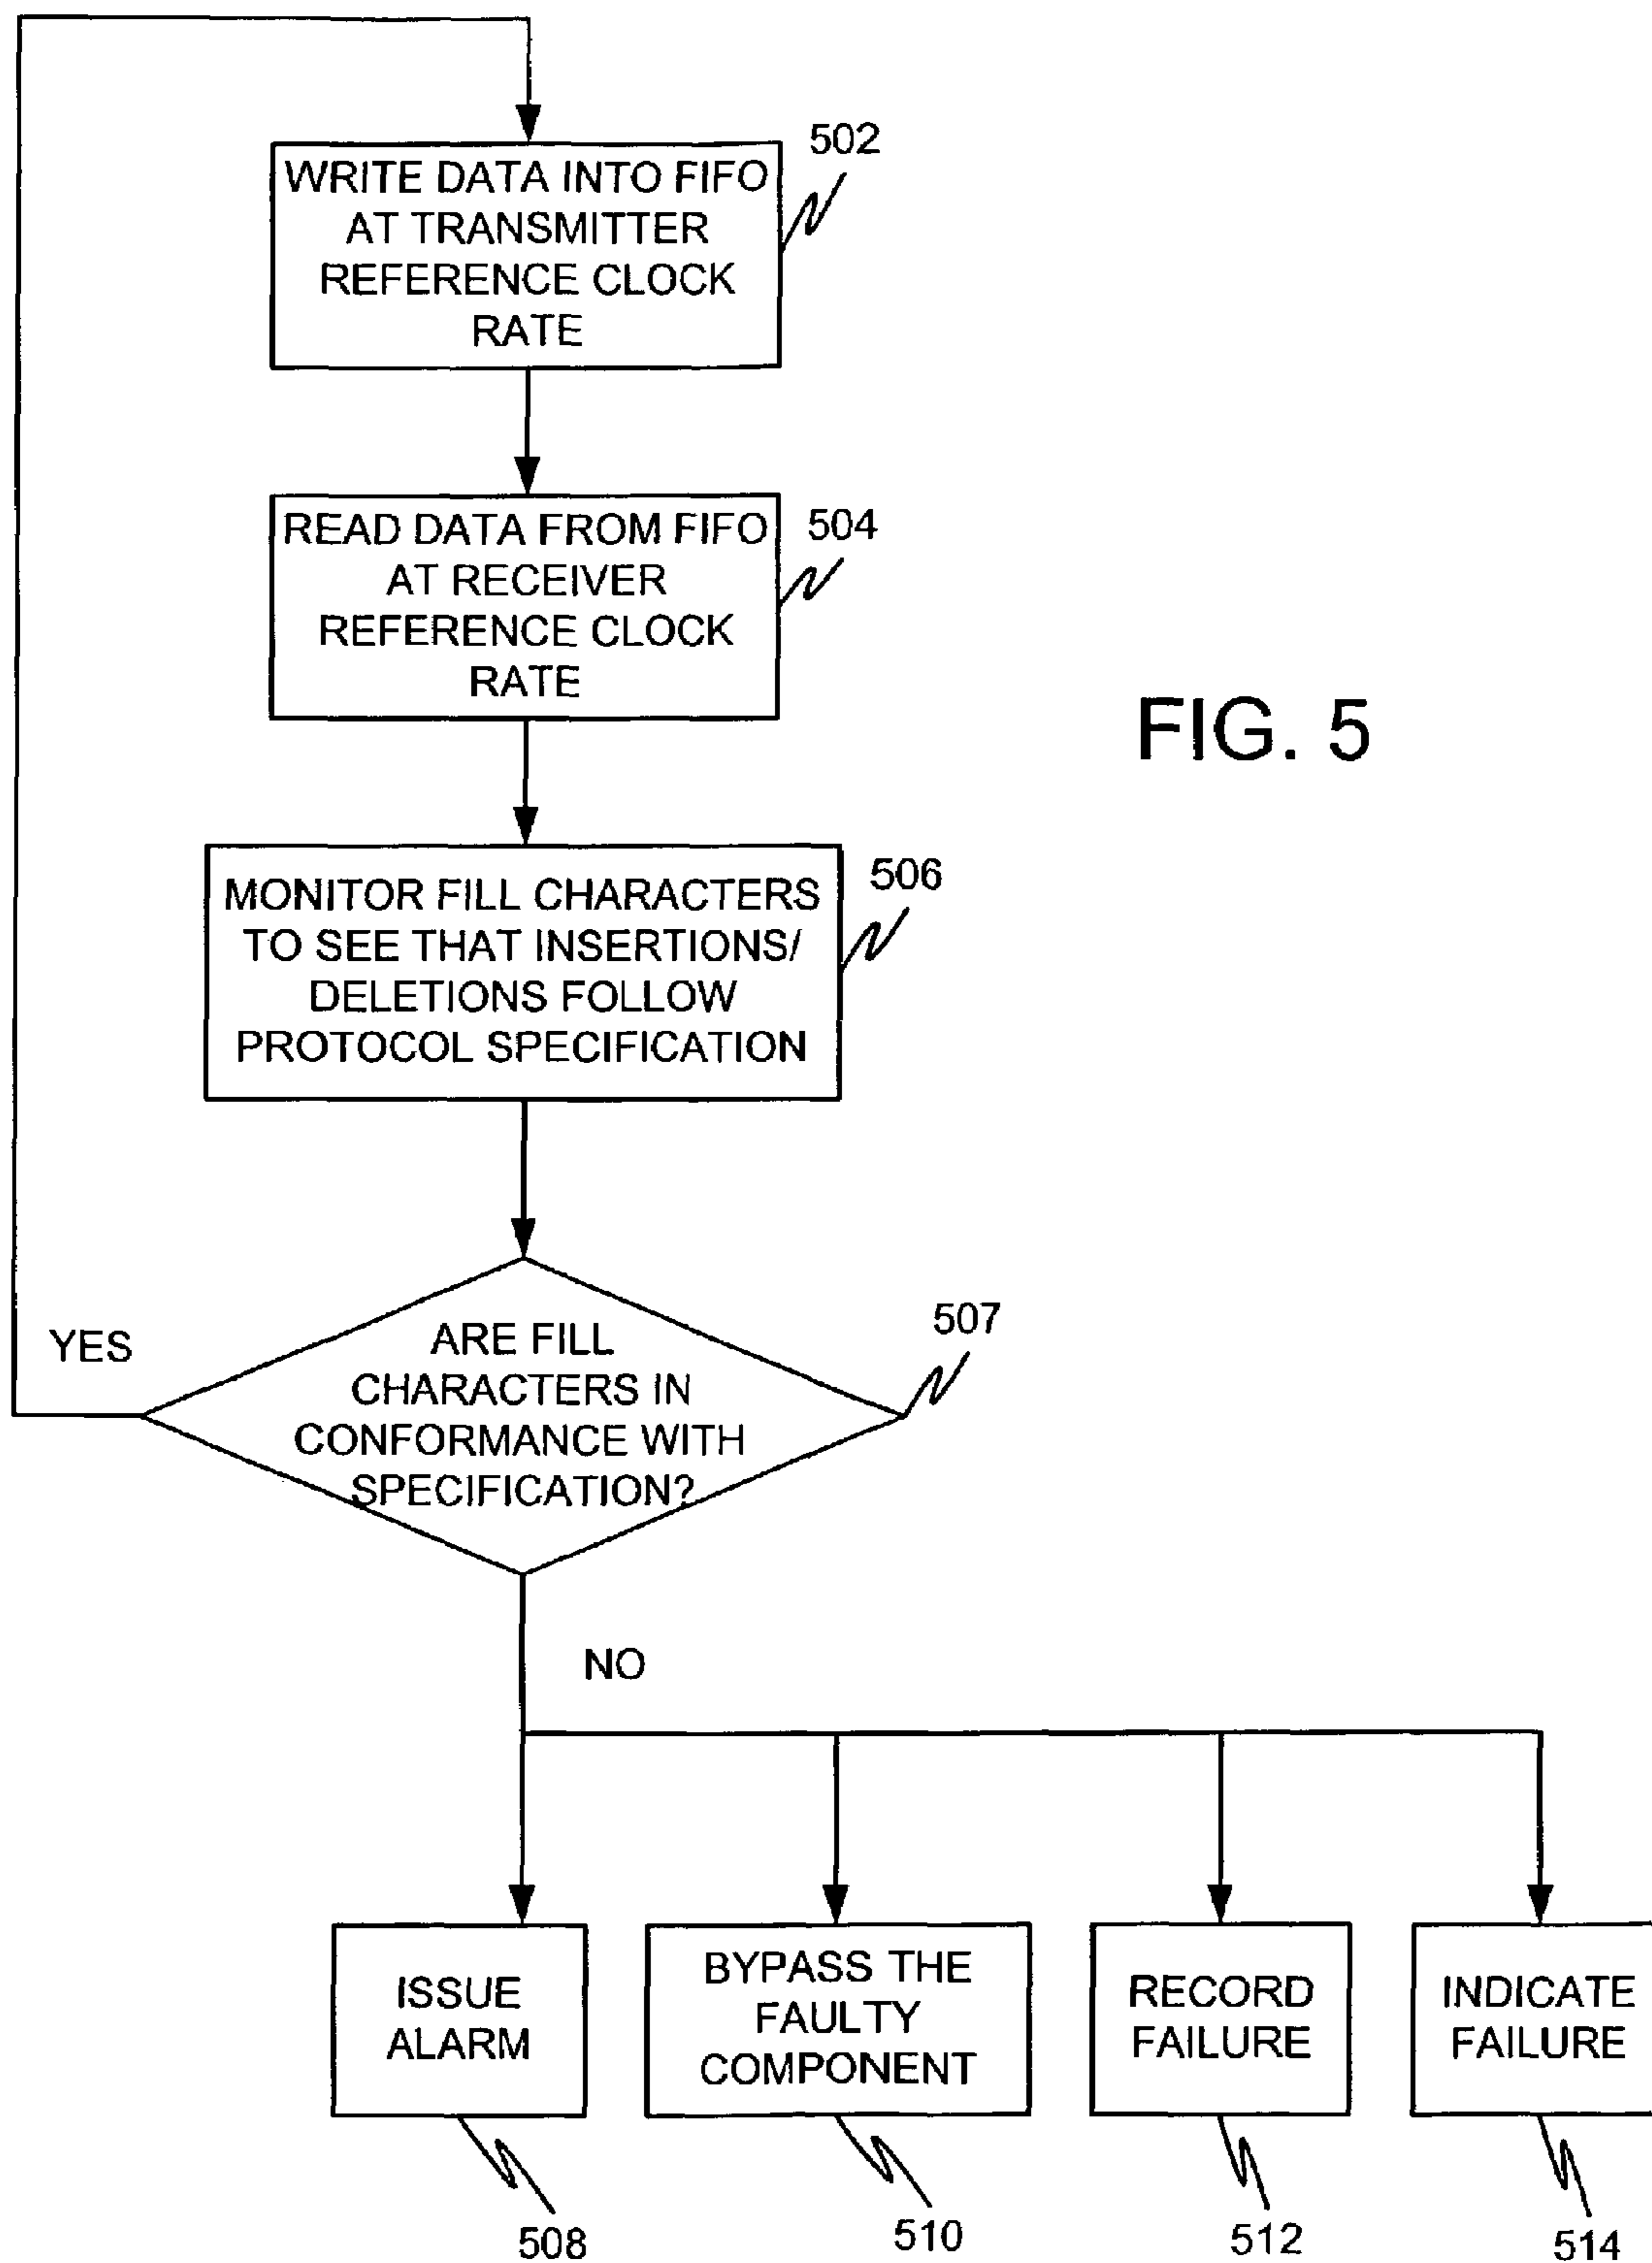 502
WRITE DATA INTO FIFO
AT TRANSMITTER
REFERENCE CLOCK
RATE
504
READ DATA FROM FIFO
AT RECEIVER
REFERENCE CLOCK
RATE
FIG. 5
506
MONITOR FILL CHARACTERS
TO SEE THAT INSERTIONS/
DELETIONS FOLLOW
PROTOCOL SPECIFICATION
507
YES
ARE FILL
CHARACTERS IN
CONFORMANCE WITH
SPECIFICATION?
NO
ISSUE
ALARM
BYPASS THE
FAULTY
COMPONENT
RECORD
FAILURE
INDICATE
FAILURE
508
510
512
514